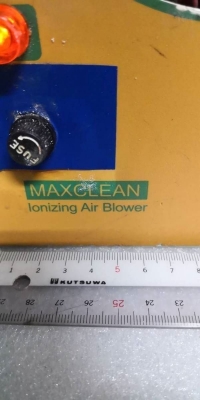 FUSE
MAXCLEAN
Ionizing Air Blower
1 2 3 4 5 6 7 8
KUTSUWA
28 27 26 25 24 23